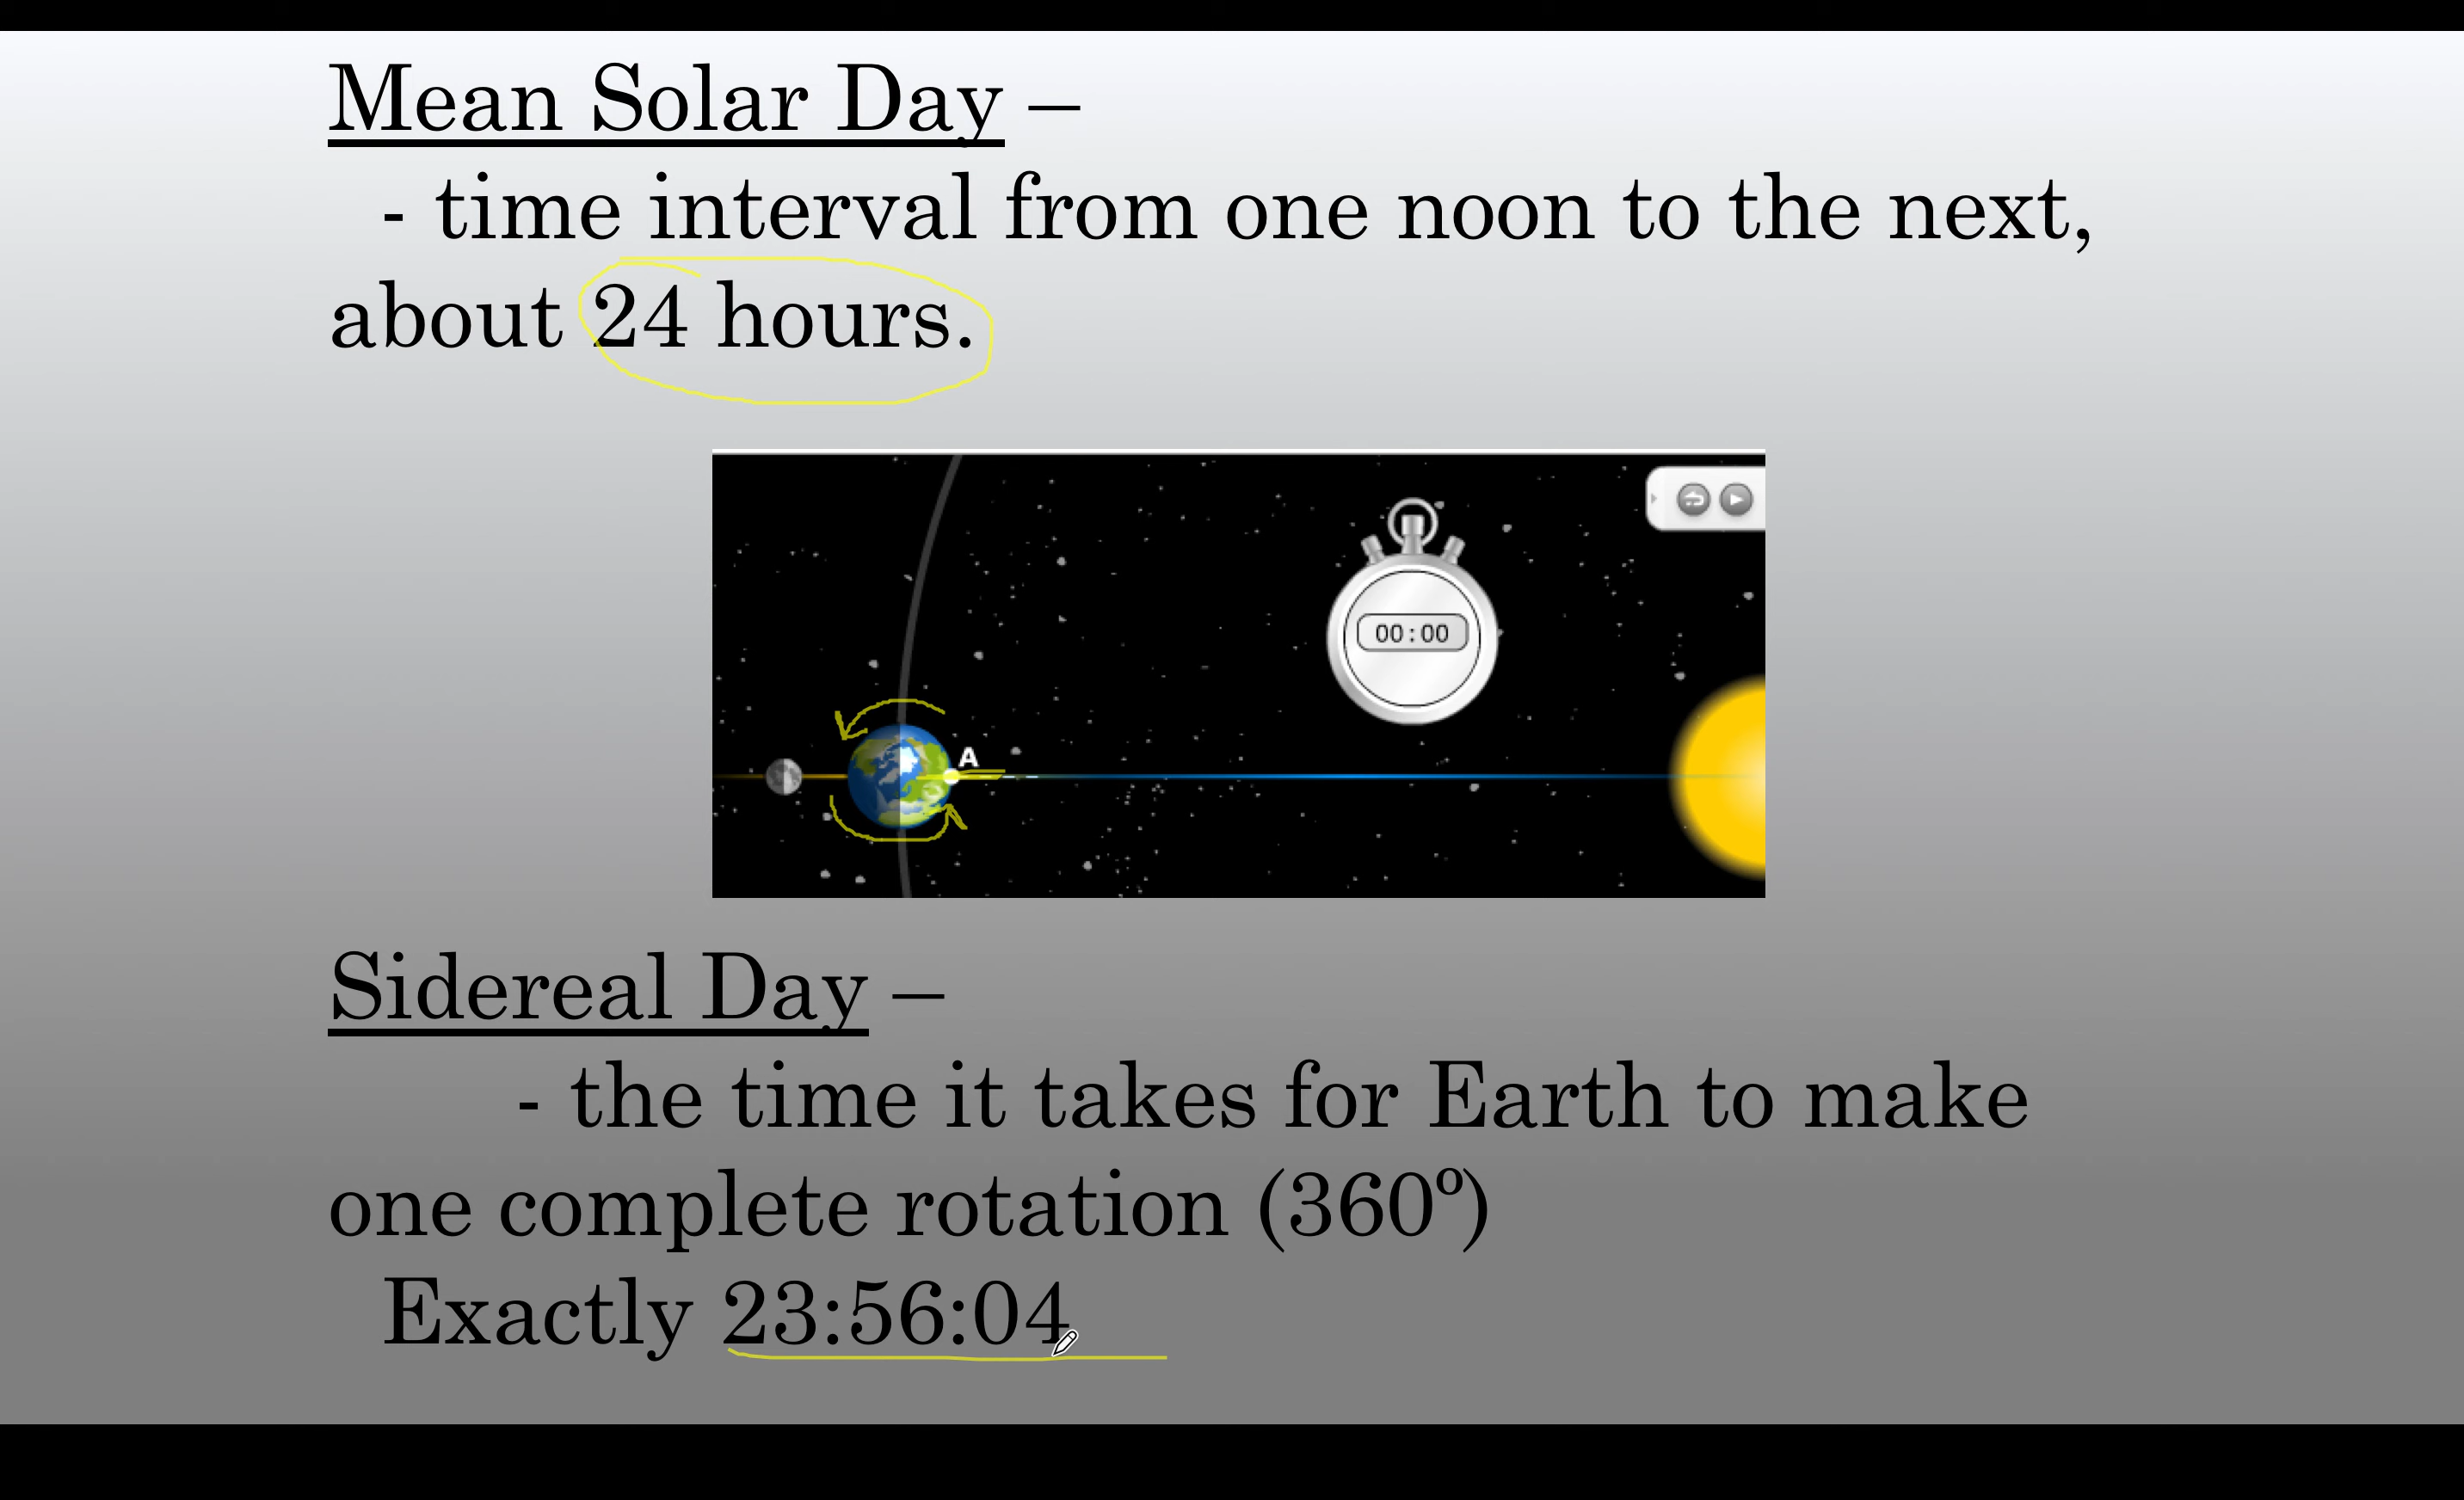 Mean Solar Day –
- time interval from one noon to the next,
about 24 hours.
00:00
A
Sidereal Day –
- the time it takes for Earth to make
one complete rotation (360º)
Exactly 23:56:04